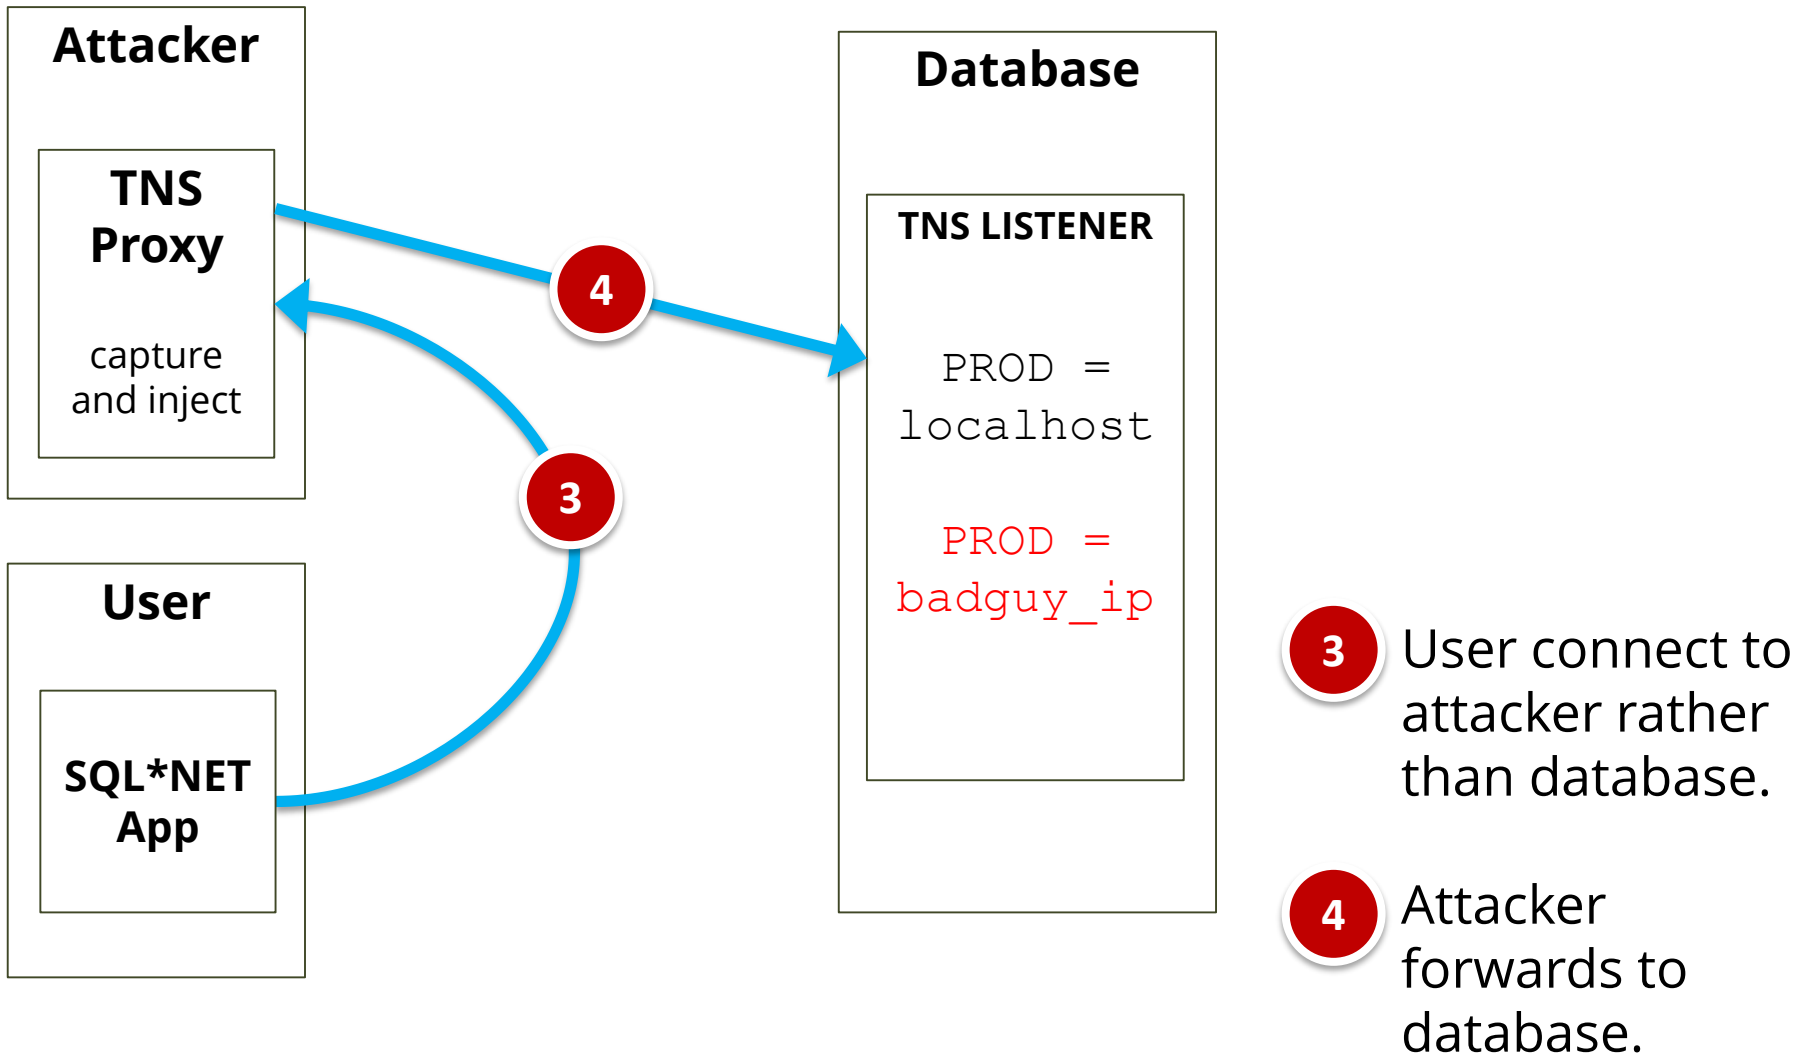 Attacker
TNS
Proxy
capture
and inject
User
SQL*NET
App
4
3
Database
TNS LISTENER
PROD =
localhost
PROD =
badguy_ip
3
User connect to
attacker rather
than database.
4
Attacker
forwards to
database.